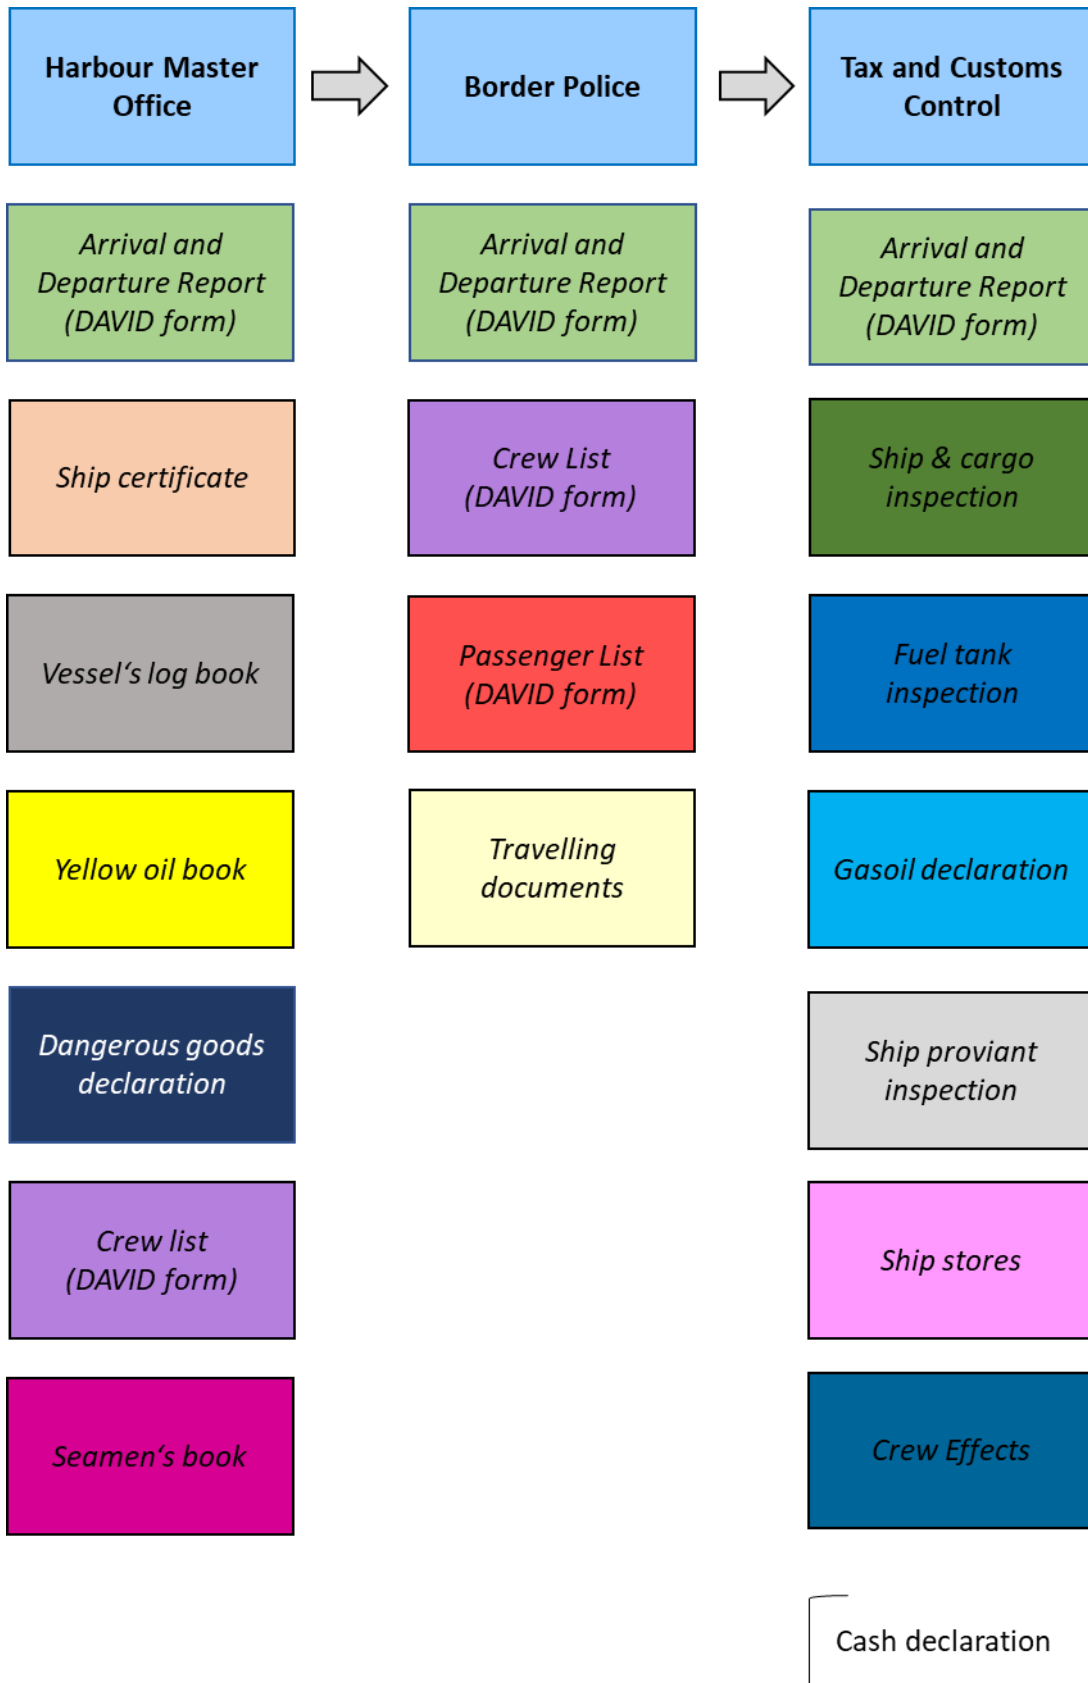 Harbour Master
Office
Border Police
Tax and Customs
Control
Arrival and
Departure Report
(DAVID form)
Arrival and
Departure Report
(DAVID form)
Arrival and
Departure Report
(DAVID form)
Ship certificate
Crew List
(DAVID form)
Ship & cargo
inspection
Vessel‘s log book
Passenger List
(DAVID form)
Fuel tank
inspection
Yellow oil book
Travelling
documents
Gasoil declaration
Dangerous goods
declaration
Ship proviant
inspection
Crew list
(DAVID form)
Ship stores
Seamen‘s book
Crew Effects
Cash declaration